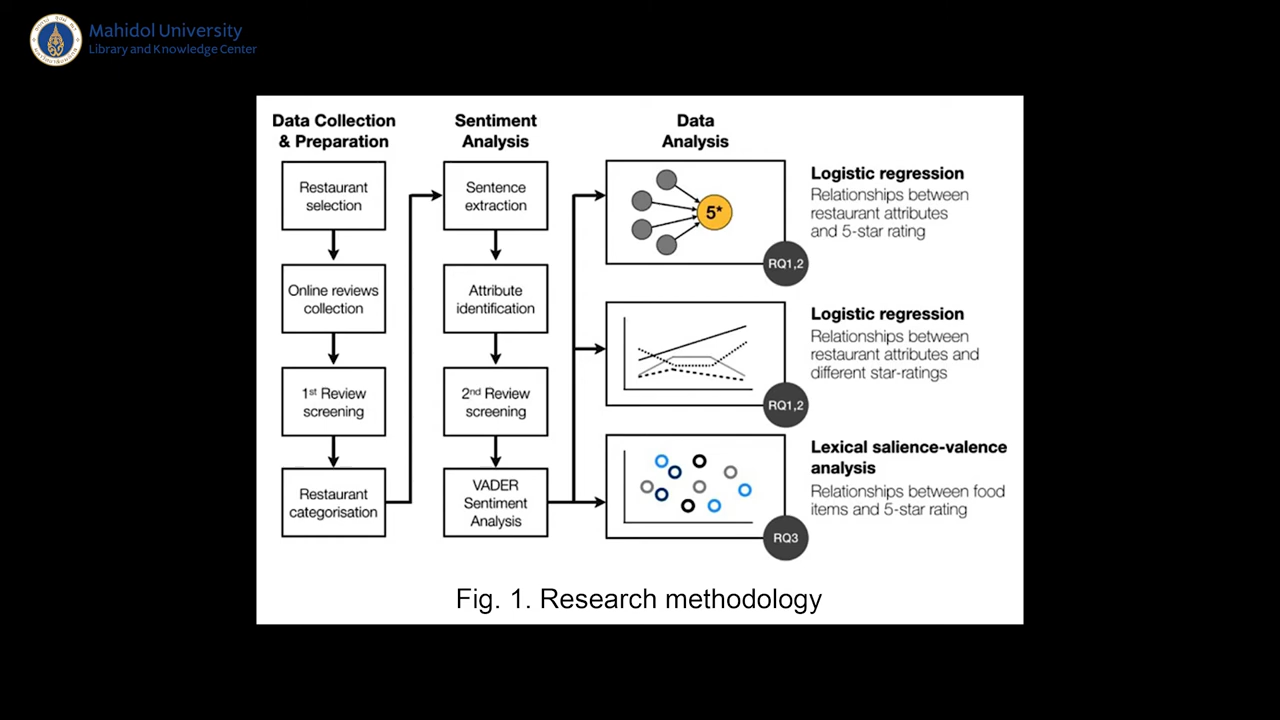 Mahidol University
Library and Knowledge Center
Data Collection
& Preparation
Restaurant
selection
Online reviews
collection
1st Review
screening
Restaurant
categorisation
Sentiment
Analysis
Sentence
extraction
Attribute
identification
2nd Review
screening
VADER
Sentiment
Analysis
Data
Analysis
5*
RQ1,2
Logistic regression
Relationships between
restaurant attributes
and 5-star rating
RQ1,2
Logistic regression
Relationships between
restaurant attributes and
different star-ratings
RQ3
Lexical salience-valence
analysis
Relationships between food
items and 5-star rating
Fig. 1. Research methodology